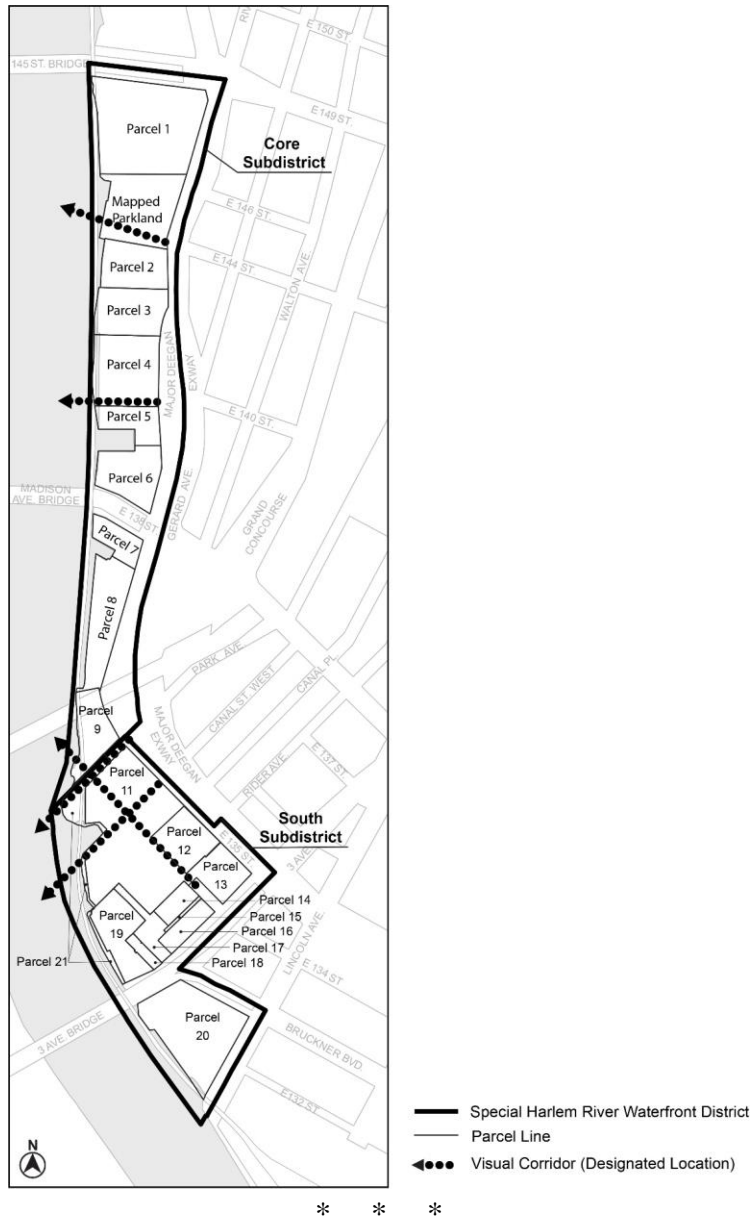 RIV
E 150 ST.
145 ST. BRIDGE
E 149 ST.
Parcel 1
Core
Subdistrict
Mapped
Parkland
E 146 ST.
E 144 ST.
WALTON AVE.
Parcel 2
Parcel 3
MAJOR DEEGAN
EXWAY
Parcel 4
Parcel 5
E 140 ST.
Parcel 6
MADISON
AVE. BRIDGE
E 138 ST.
GERARD AVE.
GRAND
CONCOURSE
Parcel 7
Parcel 8
PARK AVE.
CANAL ST. WEST
CANAL PL.
Parcel
9
MAJOR DEEGAN
EXWAY
RIDER AVE.
E 137 ST.
Parcel
11
South
Subdistrict
E 135 ST.
3 AVE.
Parcel
12
Parcel
13
LINCOLN AVE.
Parcel 14
Parcel 15
Parcel 16
Parcel 17
Parcel 18
Parcel
19
Parcel 21
E 134 ST.
3 AVE. BRIDGE
Parcel
20
BRUCKNER BVD.
E132 ST.
N
Special Harlem River Waterfront District
Parcel Line
Visual Corridor (Designated Location)
* * *